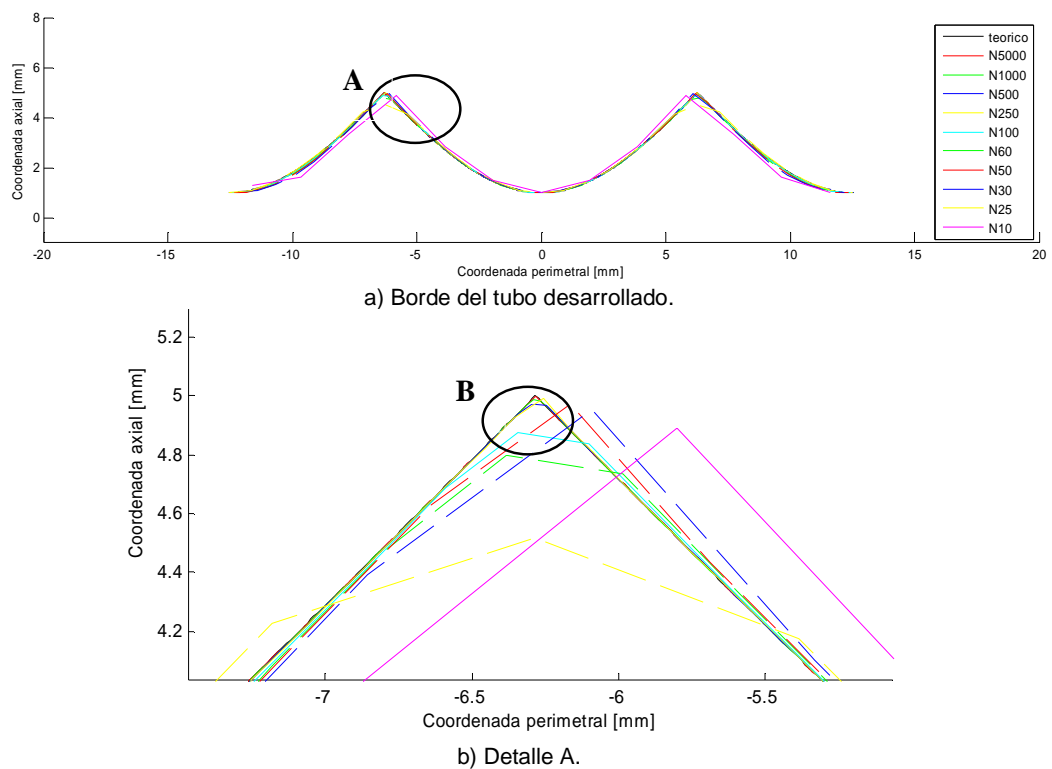 8
6
4
2
0
Coordenada axial [mm]
A
-20
-15
-10
-5
0
5
10
15
20
Coordenada perimetral [mm]
teorico
N5000
N1000
N500
N250
N100
N60
N50
N30
N25
N10
a) Borde del tubo desarrollado.
5.2
5
4.8
4.6
4.4
4.2
Coordenada axial [mm]
B
-7
-6.5
-6
-5.5
Coordenada perimetral [mm]
b) Detalle A.